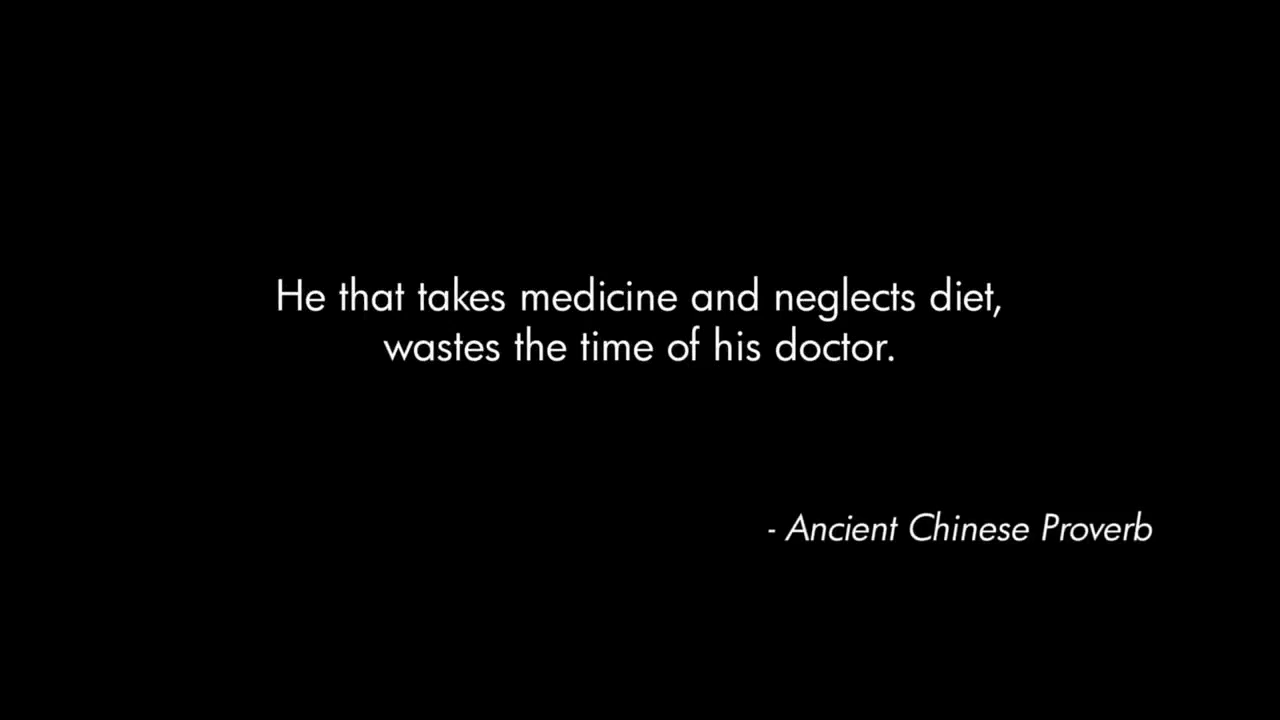 He that takes medicine and neglects diet,
wastes the time of his doctor.
- Ancient Chinese Proverb